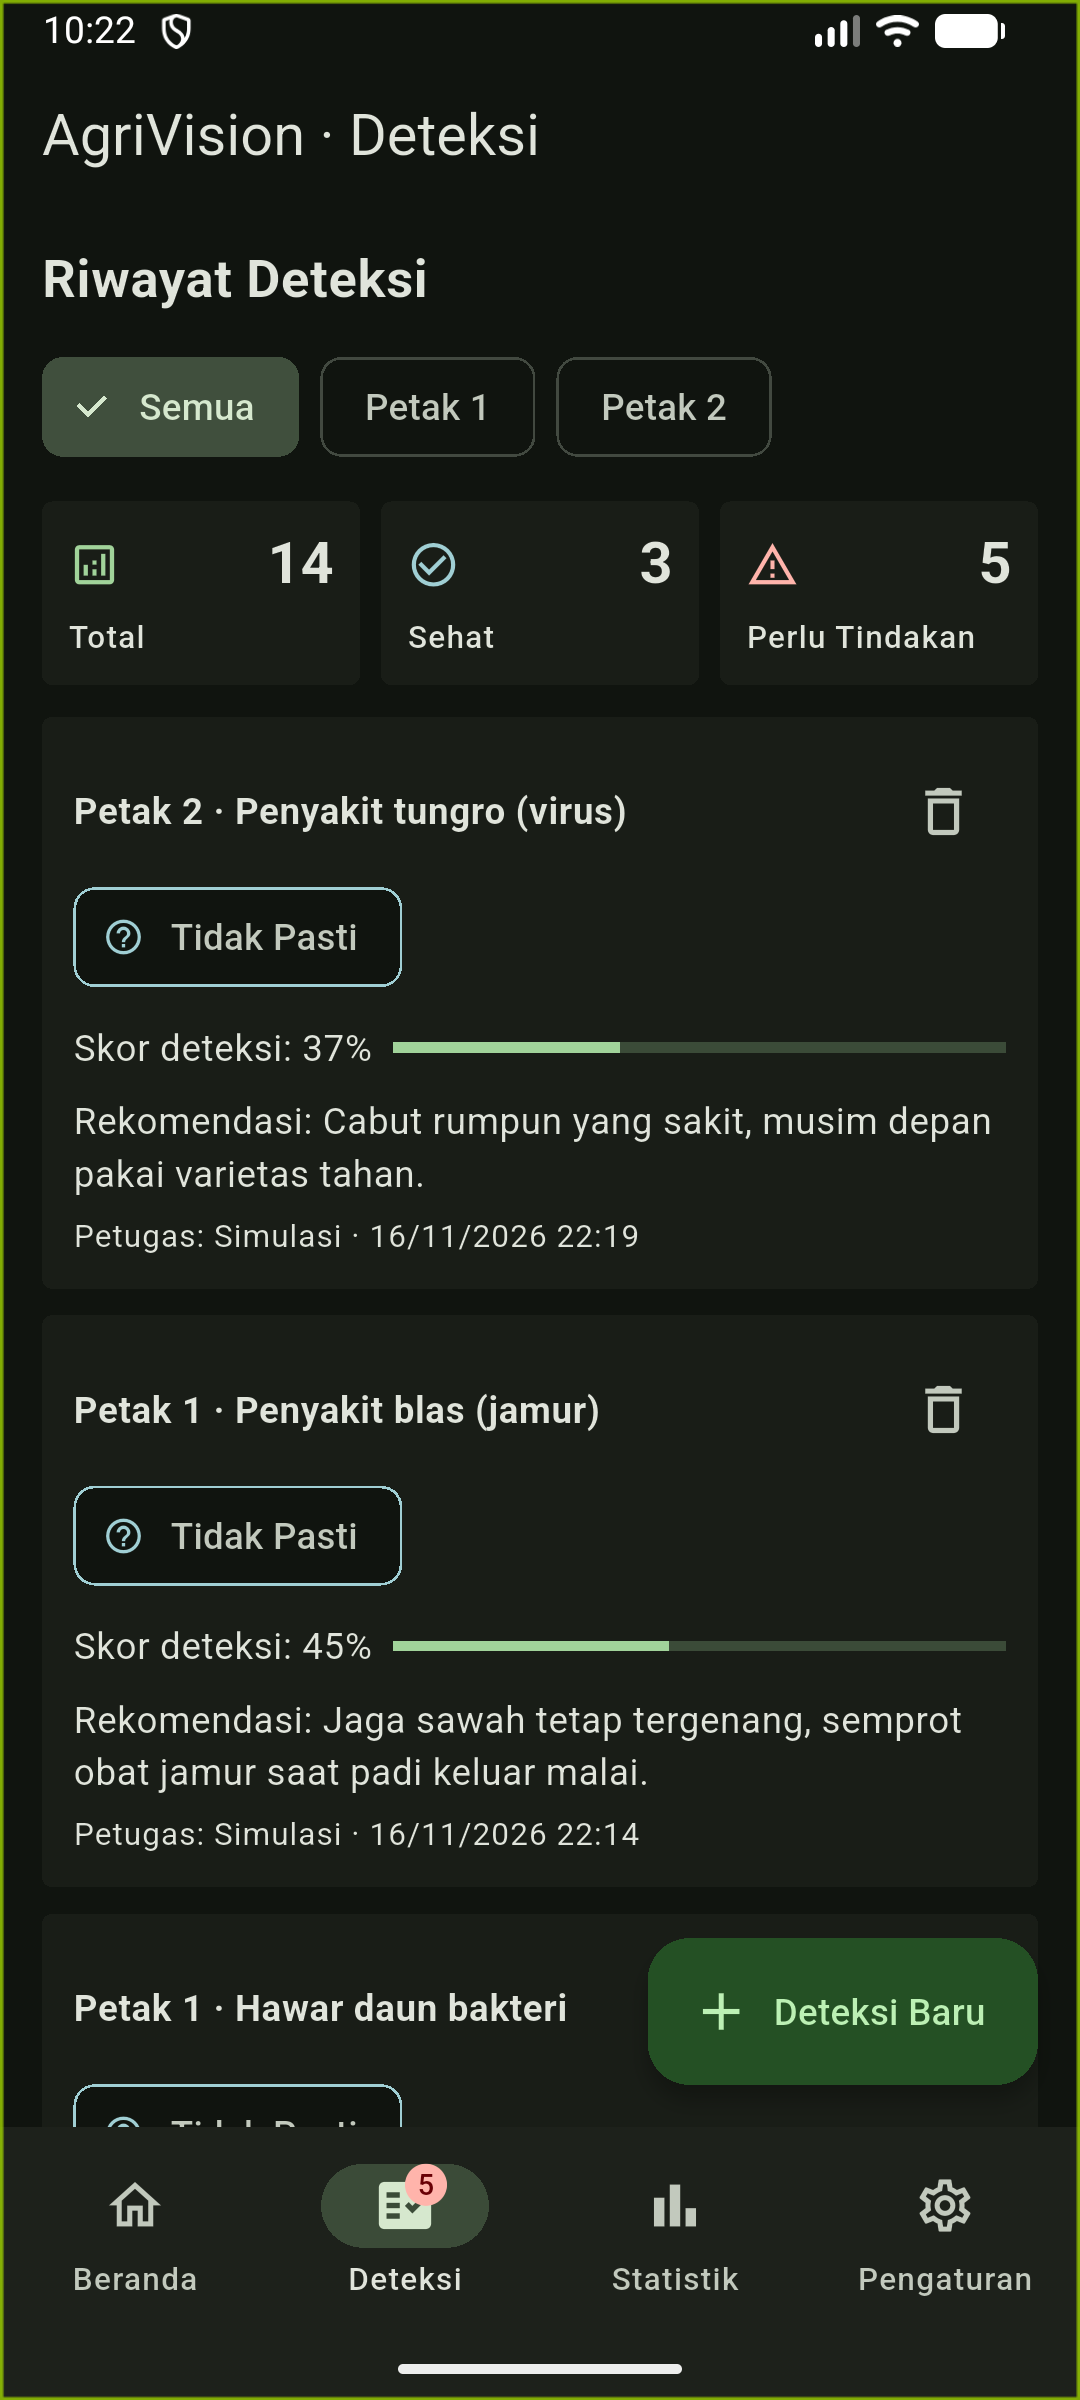 10:22
AgriVision · Deteksi
Riwayat Deteksi
Semua
Petak 1
Petak 2
14
Total
3
Sehat
5
Perlu Tindakan
Petak 2 · Penyakit tungro (virus)
Tidak Pasti
Skor deteksi: 37%
Rekomendasi: Cabut rumpun yang sakit, musim depan
pakai varietas tahan.
Petugas: Simulasi · 16/11/2026 22:19
Petak 1 · Penyakit blas (jamur)
Tidak Pasti
Skor deteksi: 45%
Rekomendasi: Jaga sawah tetap tergenang, semprot
obat jamur saat padi keluar malai.
Petugas: Simulasi · 16/11/2026 22:14
Petak 1 · Hawar daun bakteri
Deteksi Baru
Tidak Pasti
5
Beranda
Deteksi
Statistik
Pengaturan